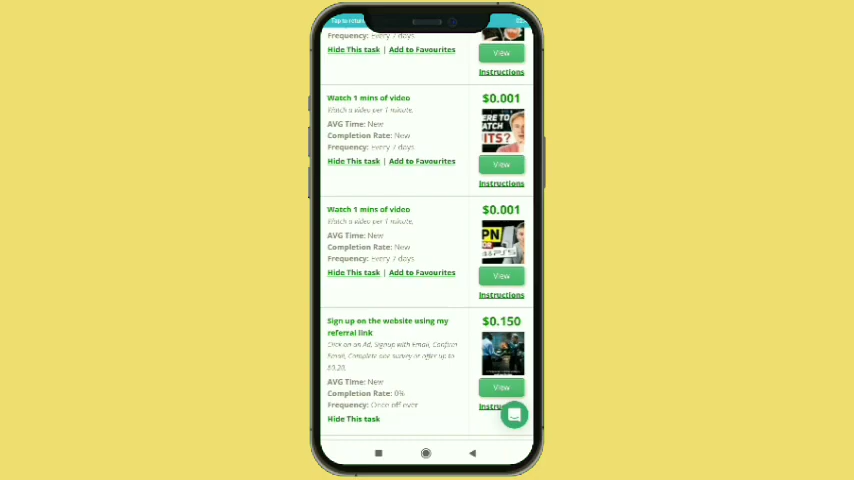 Tap to return
Frequency: Every 7 days
Hide This task | Add to Favourites
View
Instructions
Watch 1 mins of video
Watch a video per 1 minute.
AVG Time: New
Completion Rate: New
Frequency: Every 7 days
Hide This task | Add to Favourites
$0.001
ITS?
View
Instructions
Watch 1 mins of video
Watch a video per 1 minute.
AVG Time: New
Completion Rate: New
Frequency: Every 7 days
Hide This task | Add to Favourites
$0.001
PN
& PS5
View
Instructions
Sign up on the website using my
referral link
Click on an Ad, Signup with Email, Confirm
Email, Complete one survey or offer up to
$0.20.
AVG Time: New
Completion Rate: 0%
Frequency: Once off ever
Hide This task
$0.150
View